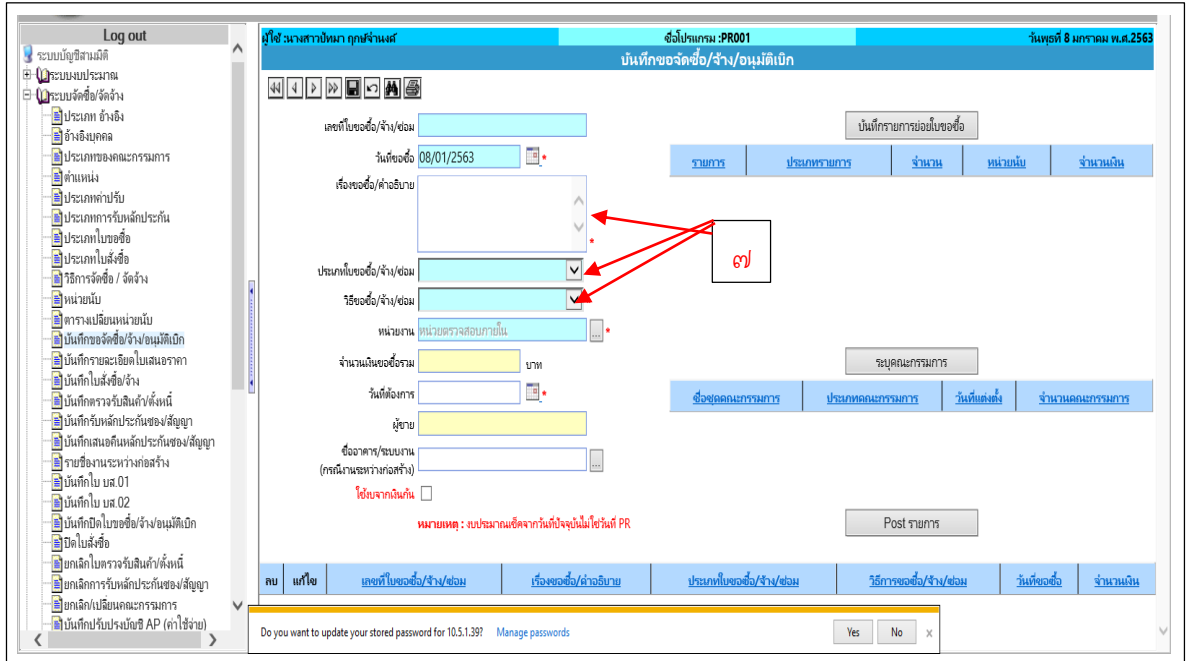 Log out
ระบบบัญชีสามมิติ
ระบบงบประมาณ
ระบบจัดซื้อ/จัดจ้าง
ประเภท อ้างอิง
อ้างอิงบุคคล
ประเภทของคณะกรรมการ
ตำแหน่ง
ประเภทค่าปรับ
ประเภทการรับหลักประกัน
ประเภทใบขอซื้อ
ประเภทใบสั่งซื้อ
วิธีการจัดซื้อ / จัดจ้าง
หน่วยนับ
ตารางเปลี่ยนหน่วยนับ
บันทึกขอจัดซื้อ/จ้าง/อนุมัติเบิก
บันทึกรายละเอียดใบเสนอราคา
บันทึกใบสั่งซื้อ/จ้าง
บันทึกตรวจรับสินค้า/ตั้งหนี้
บันทึกรับหลักประกันซอง/สัญญา
บันทึกเสนอคืนหลักประกันซอง/สัญญา
รายชื่องานระหว่างก่อสร้าง
บันทึกใบ บส.01
บันทึกใบ บส.02
บันทึกปิดใบขอซื้อ/จ้าง/อนุมัติเบิก
ปิดใบสั่งซื้อ
ยกเลิกใบตรวจรับสินค้า/ตั้งหนี้
ยกเลิกการรับหลักประกันซอง/สัญญา
ยกเลิก/เปลี่ยนคณะกรรมการ
บันทึกปรับปรุงบัญชี AP (ค่าใช้จ่าย)
ผู้ใช้ :นางสาวปัทมา ฤกษ์จำนงค์ ชื่อโปรแกรม :PR001 วันพุธที่ 8 มกราคม พ.ศ.2563
บันทึกขอจัดซื้อ/จ้าง/อนุมัติเบิก
เลขที่ใบขอซื้อ/จ้าง/ซ่อม
วันที่ขอซื้อ 08/01/2563 *
เรื่องขอซื้อ/คำอธิบาย *
ประเภทใบขอซื้อ/จ้าง/ซ่อม
วิธีขอซื้อ/จ้าง/ซ่อม
หน่วยงาน หน่วยตรวจสอบภายใน ... *
จำนวนเงินขอซื้อรวม บาท
วันที่ต้องการ *
ผู้ขาย
ชื่ออาคาร/ระบบงาน
(กรณีงานระหว่างก่อสร้าง) ...
ใช้งบจากเงินกัน
หมายเหตุ : งบประมาณเช็คจากวันที่ปัจจุบันไม่ใช่วันที่ PR
บันทึกรายการย่อยใบขอซื้อ
รายการ ประเภทรายการ จำนวน หน่วยนับ จำนวนเงิน
๗
ระบุคณะกรรมการ
ชื่อชุดคณะกรรมการ ประเภทคณะกรรมการ วันที่แต่งตั้ง จำนวนคณะกรรมการ
Post รายการ
ลบ แก้ไข เลขที่ใบขอซื้อ/จ้าง/ซ่อม เรื่องขอซื้อ/คำอธิบาย ประเภทใบขอซื้อ/จ้าง/ซ่อม วิธีการขอซื้อ/จ้าง/ซ่อม วันที่ขอซื้อ จำนวนเงิน
Do you want to update your stored password for 10.5.1.39? Manage passwords Yes No x